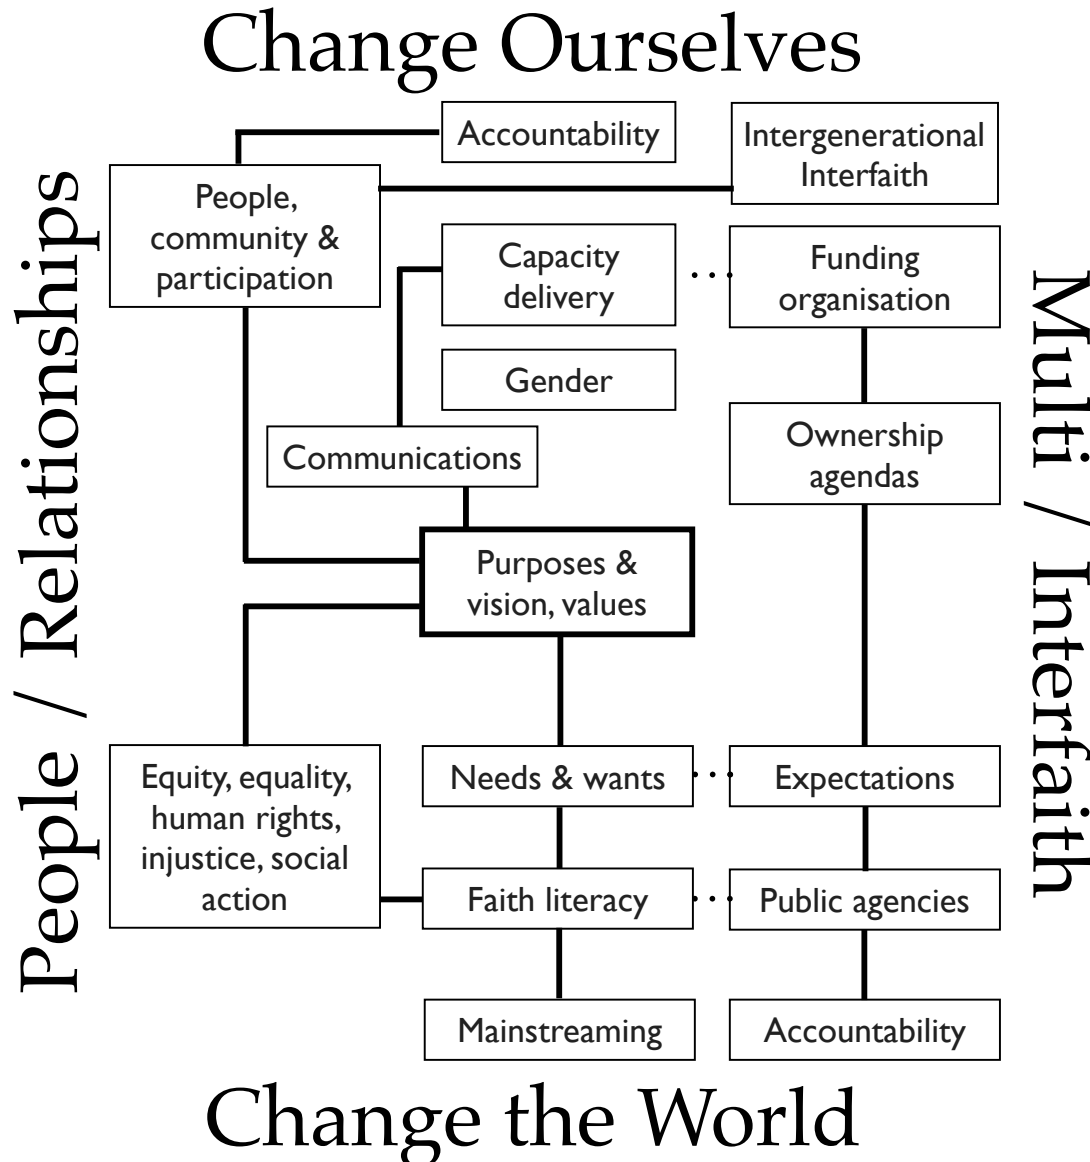 Change Ourselves
Accountability
Intergenerational
Interfaith
People,
community &
participation
Capacity
delivery
Funding
organisation
Gender
Ownership
agendas
Communications
Purposes &
vision, values
People / Relationships
Multi / Interfaith
Equity, equality,
human rights,
injustice, social
action
Needs & wants
Expectations
Faith literacy
Public agencies
Mainstreaming
Accountability
Change the World